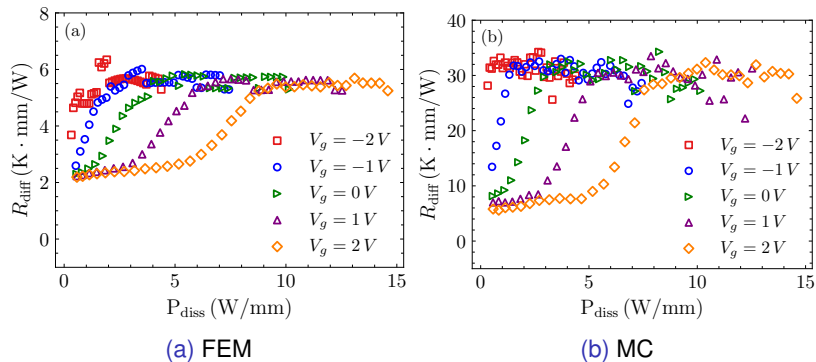 (a)
6
4
2
0
R_diff (K · mm/W)
V_g = −2 V
V_g = −1 V
V_g = 0 V
V_g = 1 V
V_g = 2 V
0 5 10 15
P_diss (W/mm)
(a) FEM
(b)
40
30
20
10
0
R_diff (K · mm/W)
V_g = −2 V
V_g = −1 V
V_g = 0 V
V_g = 1 V
V_g = 2 V
0 5 10 15
P_diss (W/mm)
(b) MC